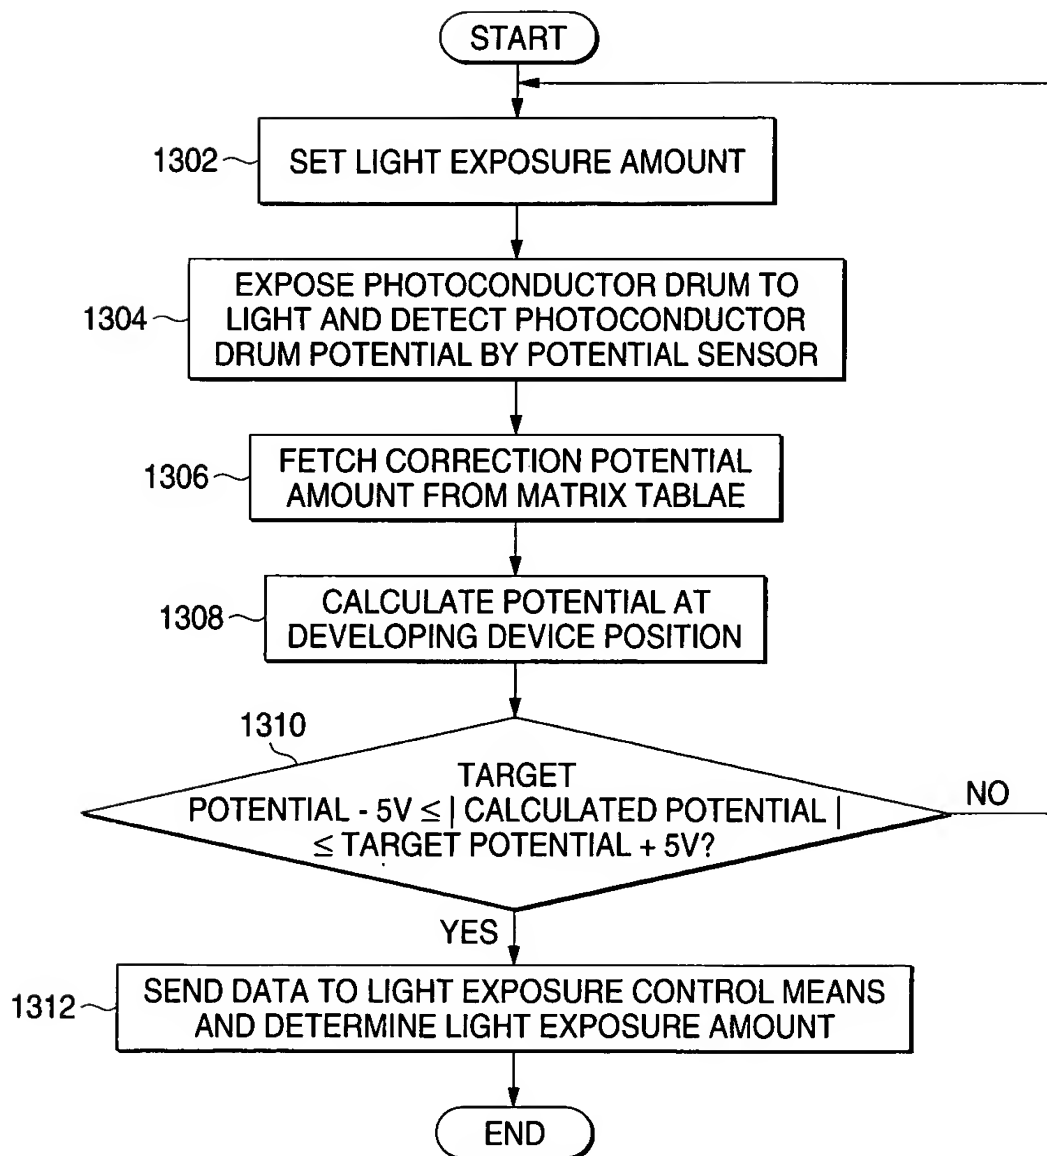 START
1302
SET LIGHT EXPOSURE AMOUNT
1304
EXPOSE PHOTOCONDUCTOR DRUM TO
LIGHT AND DETECT PHOTOCONDUCTOR
DRUM POTENTIAL BY POTENTIAL SENSOR
1306
FETCH CORRECTION POTENTIAL
AMOUNT FROM MATRIX TABLAE
1308
CALCULATE POTENTIAL AT
DEVELOPING DEVICE POSITION
1310
TARGET
POTENTIAL - 5V ≤ | CALCULATED POTENTIAL |
≤ TARGET POTENTIAL + 5V?
NO
YES
1312
SEND DATA TO LIGHT EXPOSURE CONTROL MEANS
AND DETERMINE LIGHT EXPOSURE AMOUNT
END